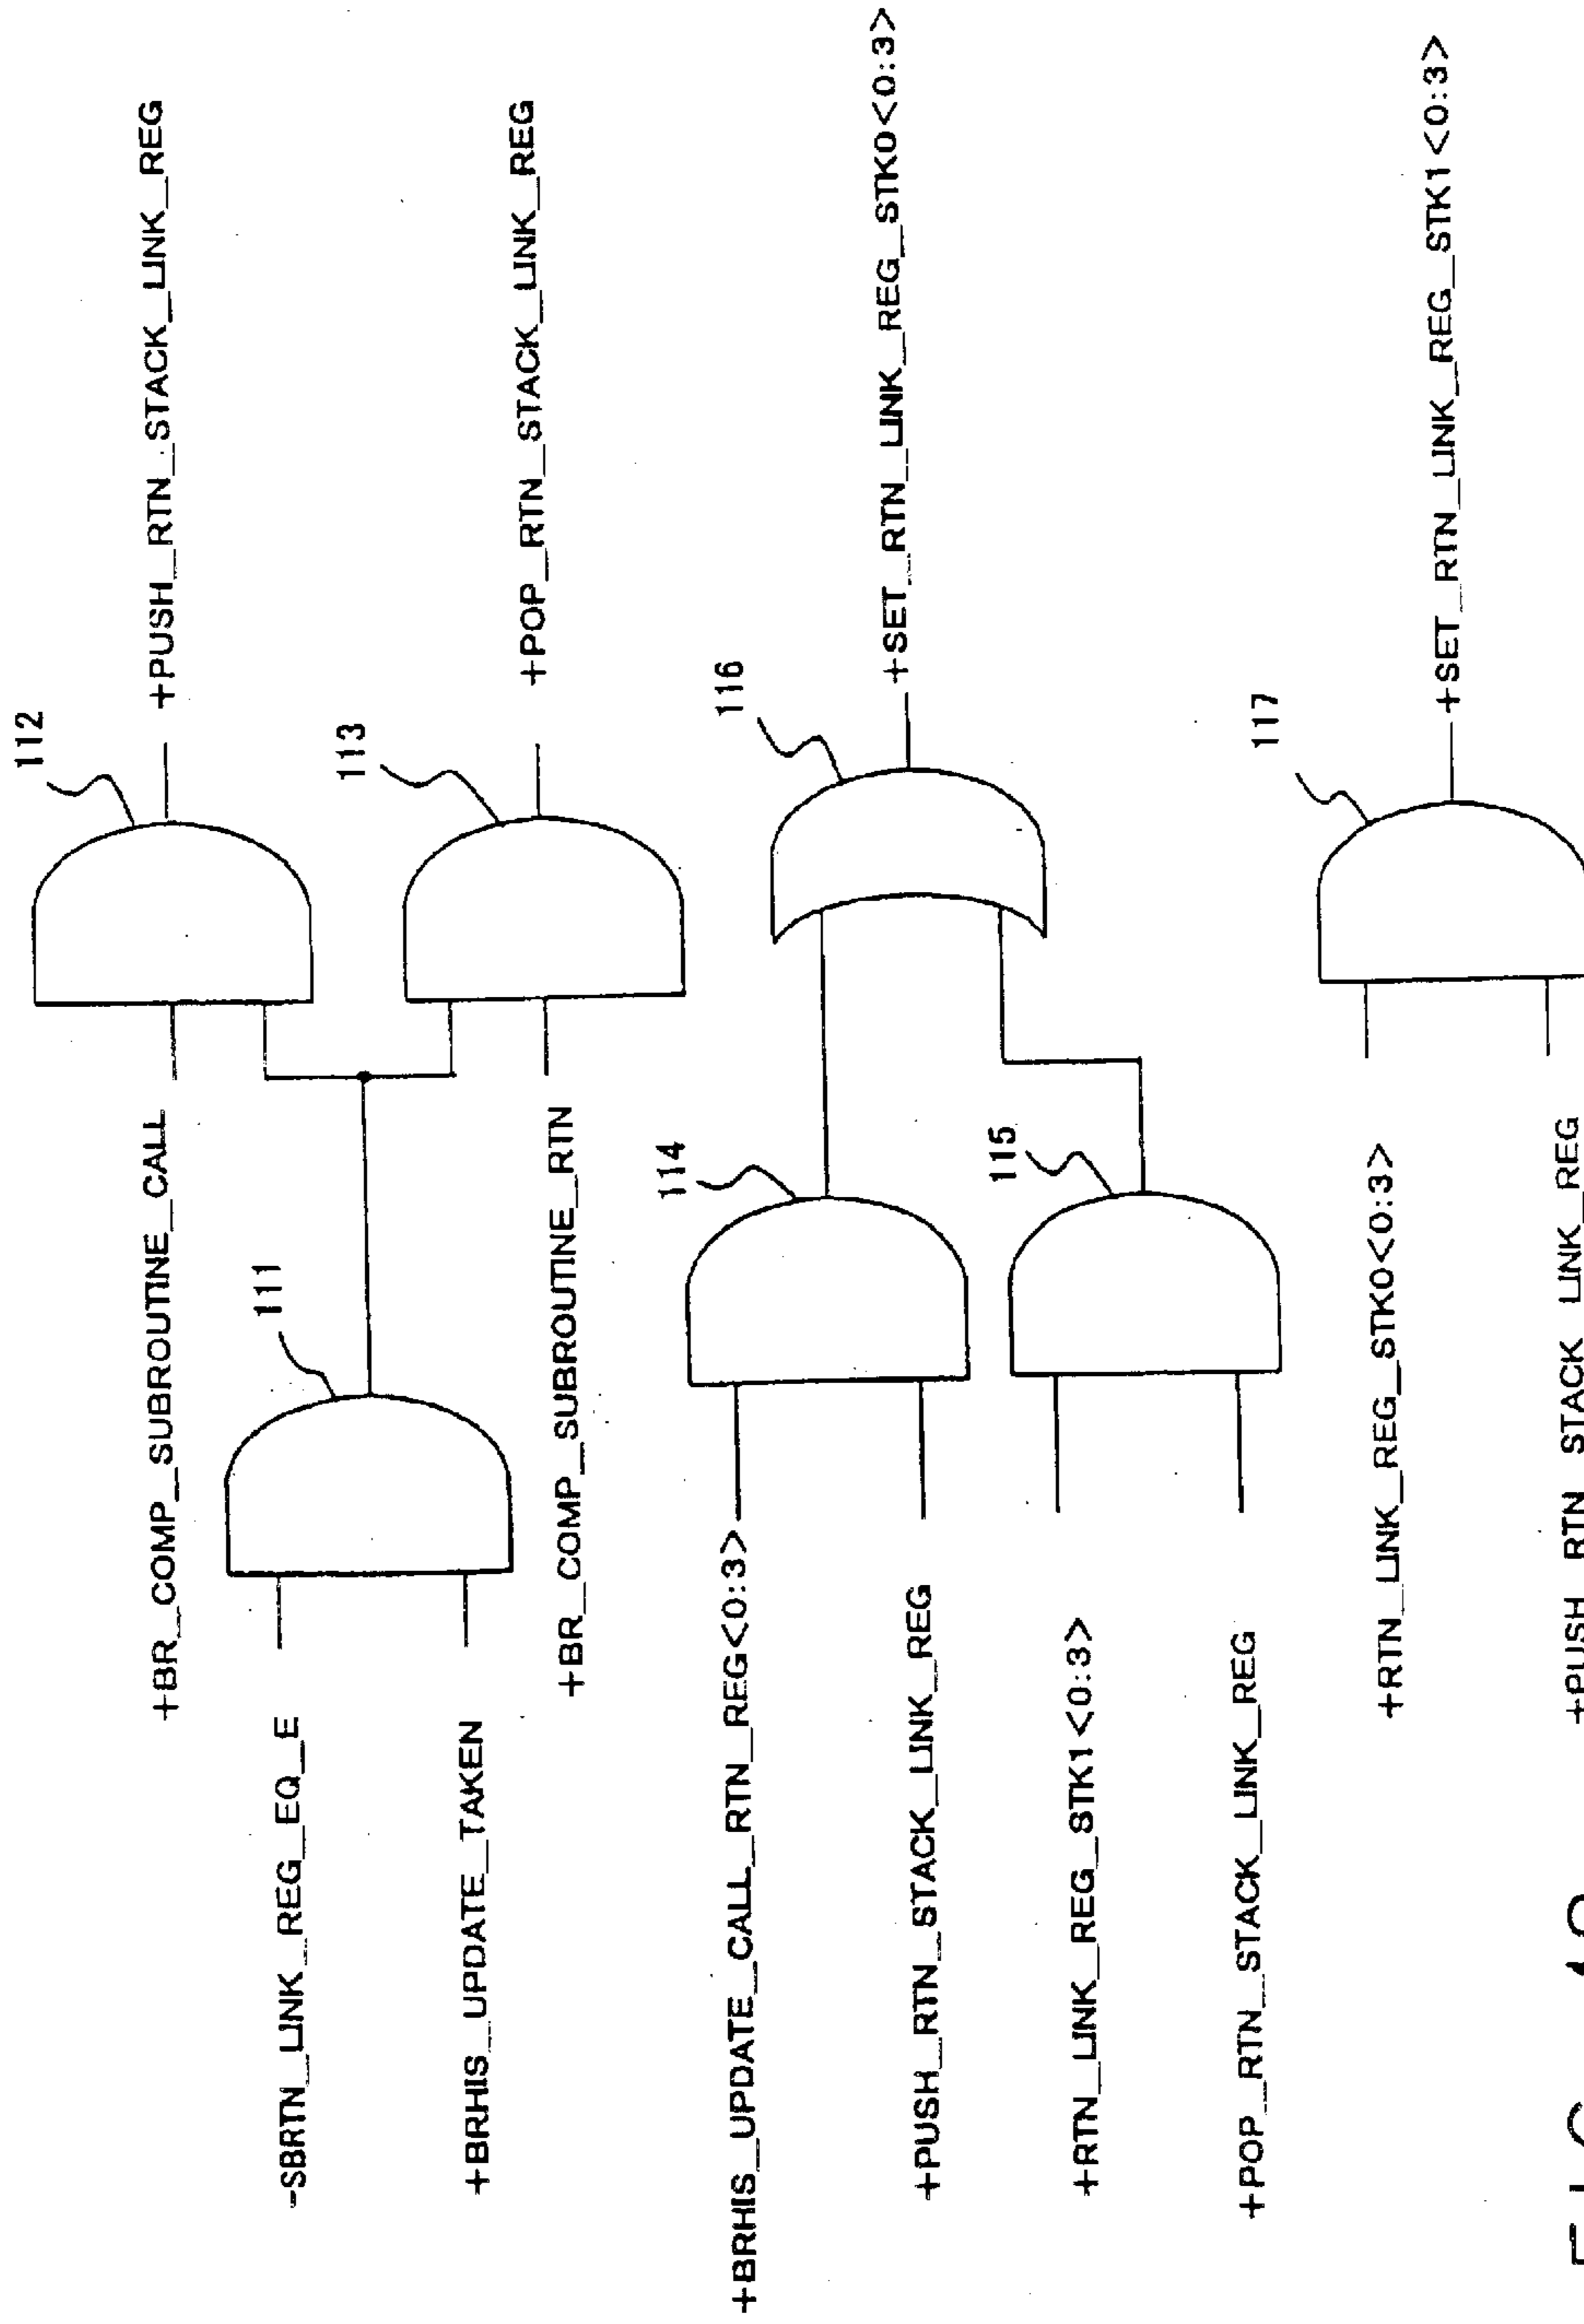 112
+BR_COMP_SUBROUTINE_CALL
+PUSH_RTN_STACK_LINK_REG
111
-SBRTN_LINK_REG_EQ_E
+BRHIS_UPDATE_TAKEN
113
+BR_COMP_SUBROUTINE_RTN
+POP_RTN_STACK_LINK_REG
114
+BRHIS_UPDATE_CALL_RTN_REG<0:3>
+PUSH_RTN_STACK_LINK_REG
116
+SET_RTN_LINK_REG_STK0<0:3>
115
+RTN_LINK_REG_STK1<0:3>
+POP_RTN_STACK_LINK_REG
117
+RTN_LINK_REG_STK0<0:3>
+SET_RTN_LINK_REG_STK1<0:3>
+PUSH_RTN_STACK_LINK_REG